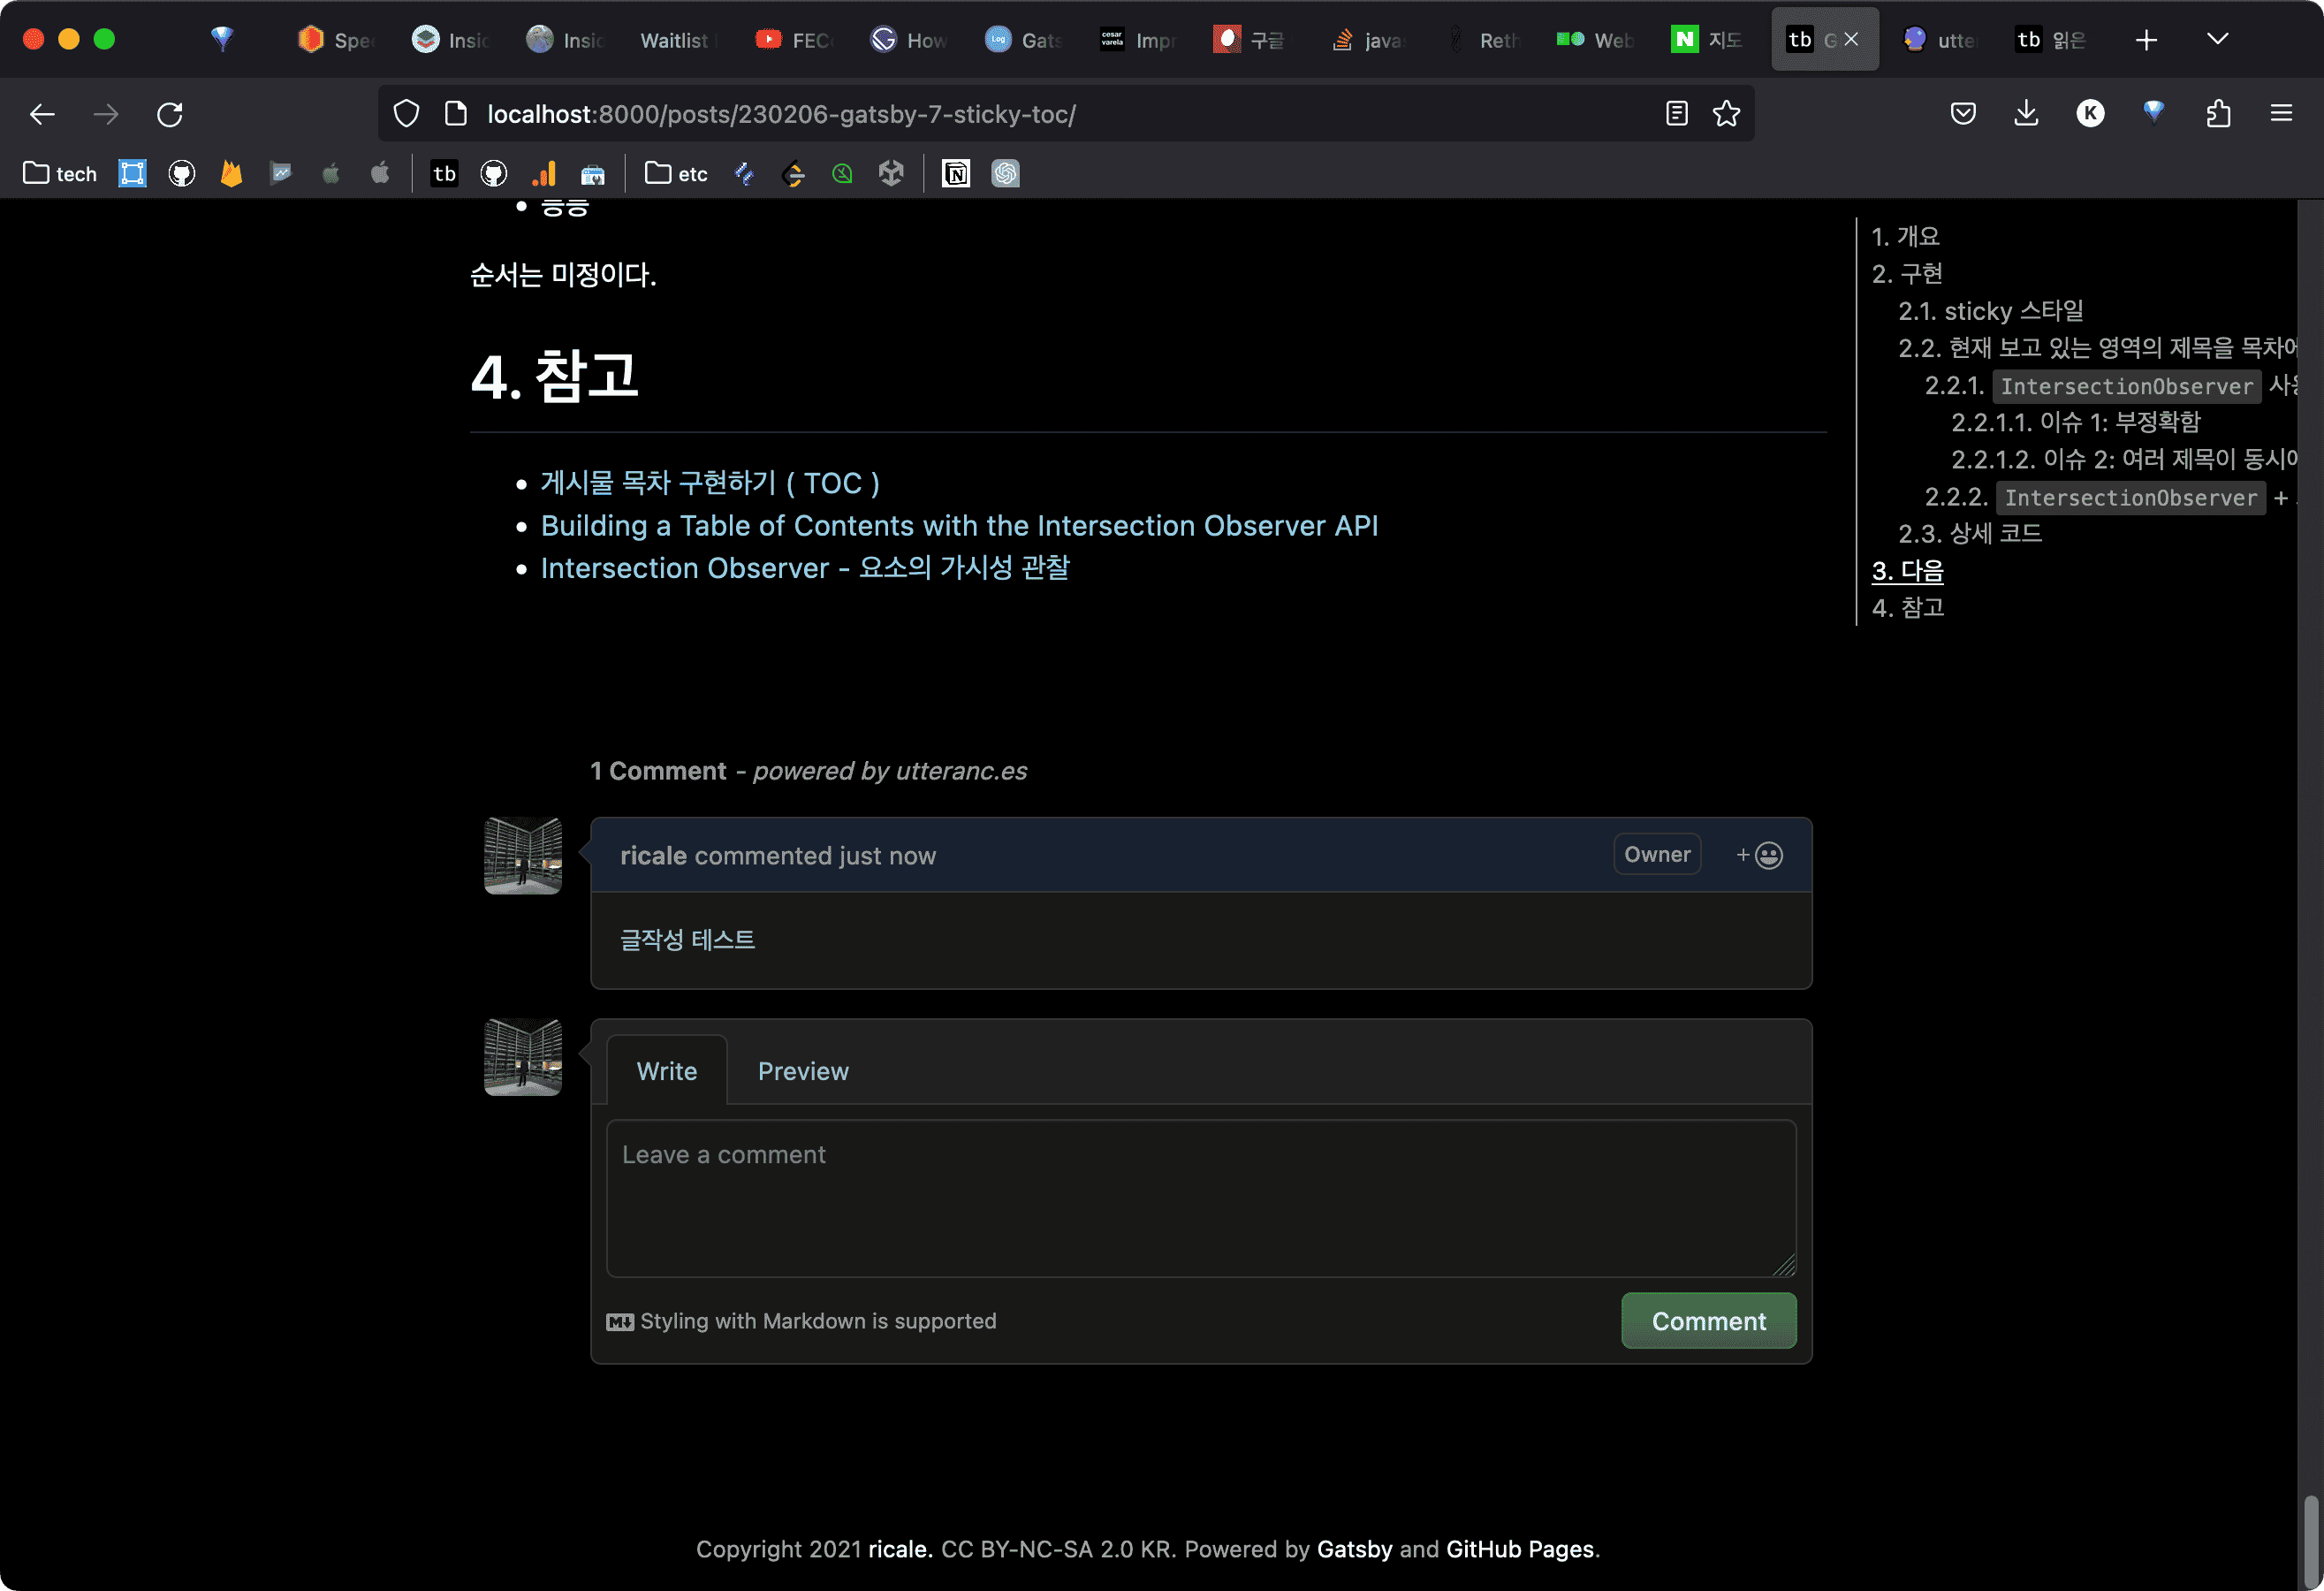 Spe
Insi
Insi
Waitlist
FEC
How
Log
Gats
cosar
varela
Imp
구글
java
Reth
Web
N
지도
tb
G
utte
tb
읽은
localhost:8000/posts/230206-gatsby-7-sticky-toc/
K
tech
tb
etc
등등
순서는 미정이다.
4. 참고
게시물 목차 구현하기 ( TOC )
Building a Table of Contents with the Intersection Observer API
Intersection Observer - 요소의 가시성 관찰
1. 개요
2. 구현
2.1. sticky 스타일
2.2. 현재 보고 있는 영역의 제목을 목차에
2.2.1. IntersectionObserver 사용
2.2.1.1. 이슈 1: 부정확함
2.2.1.2. 이슈 2: 여러 제목이 동시에
2.2.2. IntersectionObserver +
2.3. 상세 코드
3. 다음
4. 참고
1 Comment - powered by utteranc.es
ricale commented just now
Owner
+
글작성 테스트
Write
Preview
Leave a comment
M Styling with Markdown is supported
Comment
Copyright 2021 ricale. CC BY-NC-SA 2.0 KR. Powered by Gatsby and GitHub Pages.